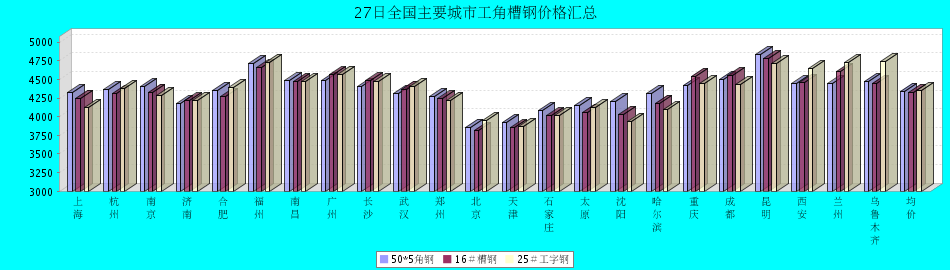 27日全国主要城市工角槽钢价格汇总
5000
4750
4500
4250
4000
3750
3500
3250
3000
上海
杭州
南京
济南
合肥
福州
南昌
广州
长沙
武汉
郑州
北京
天津
石家庄
太原
沈阳
哈尔滨
重庆
成都
昆明
西安
兰州
乌鲁木齐
均价
50*5角钢
16#槽钢
25#工字钢